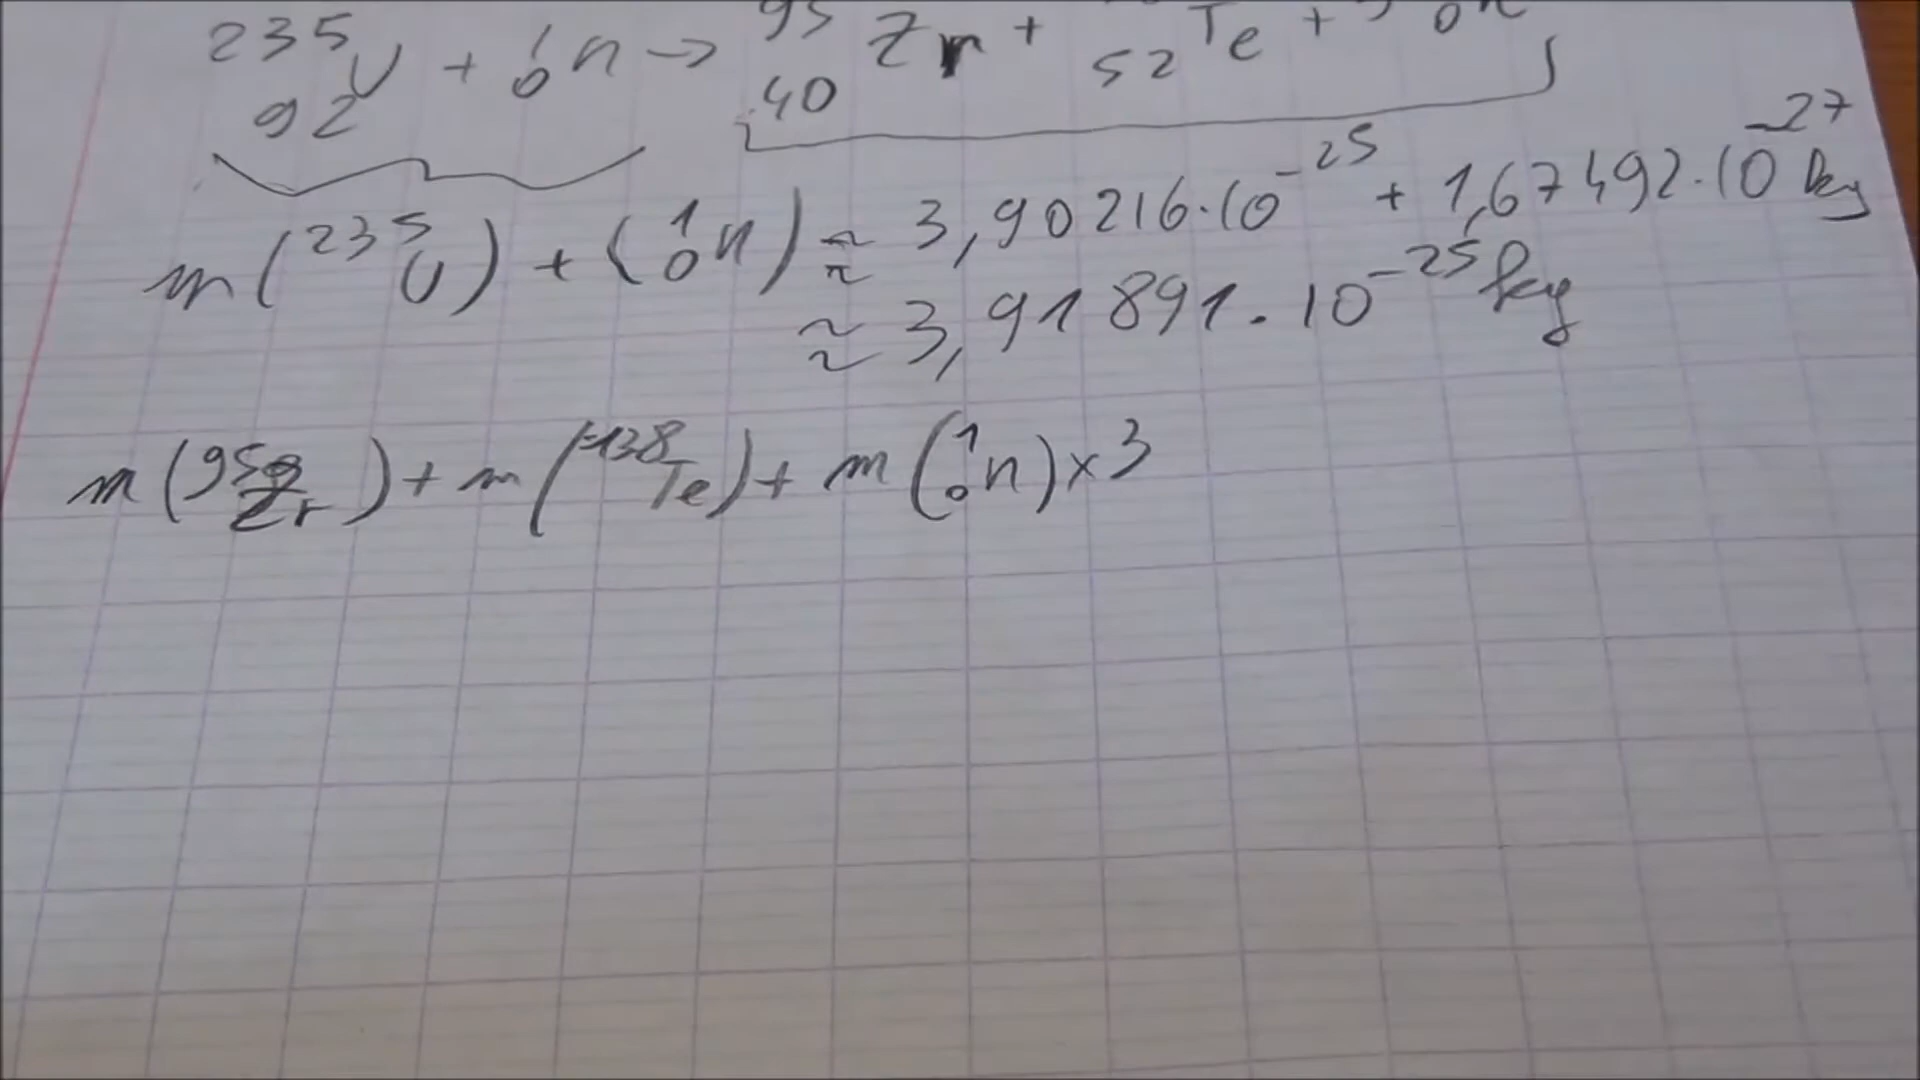 235 95
U + 1 0 n → Zr + Te + 0 n
92 40 52
m(235 U) + (1 0 n) ≈ 3,90216.10^-25 + 1,67492.10^-27 kg
≈ 3,91891.10^-25 kg
m(95 Zr) + m(138 Te) + m(1 0 n)×3